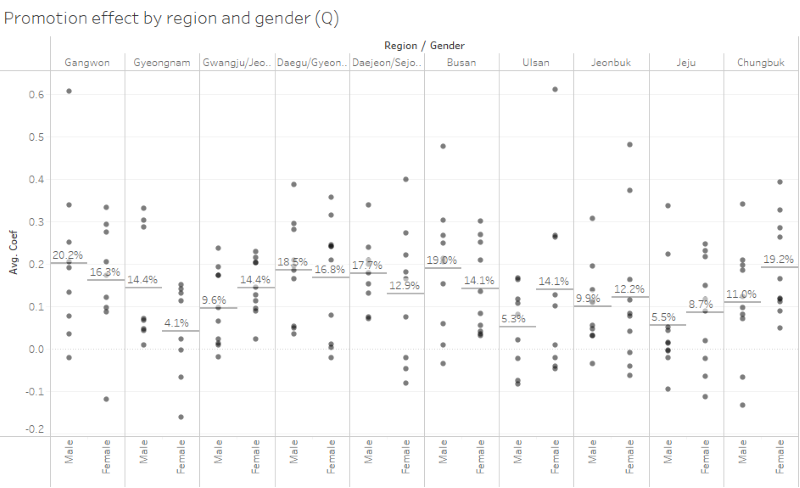 Promotion effect by region and gender (Q)
Region / Gender
Gangwon Gyeongnam Gwangju/Jeo.. Daegu/Gyeon.. Daejeon/Sejo.. Busan Ulsan Jeonbuk Jeju Chungbuk
Avg. Coef
0.6
0.5
0.4
0.3
0.2
0.1
0.0
-0.1
-0.2
20.2% 16.3% 14.4% 4.1% 9.6% 14.4% 18.5% 16.8% 17.7% 12.9% 19.0% 14.1% 5.3% 14.1% 9.9% 12.2% 5.5% 8.7% 11.0% 19.2%
Male Female Male Female Male Female Male Female Male Female Male Female Male Female Male Female Male Female Male Female